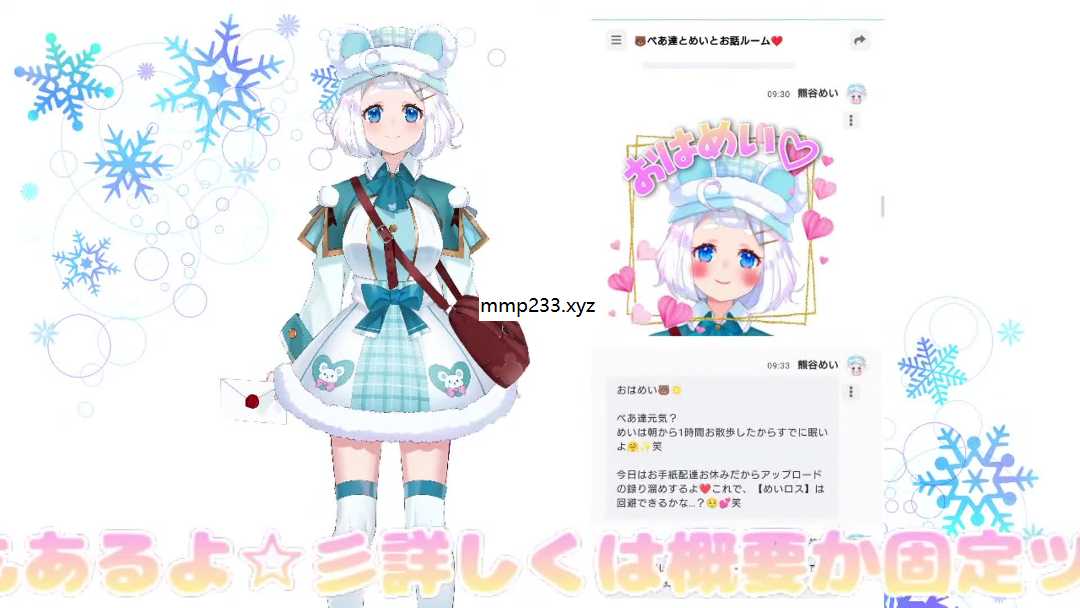 🐻べあ達とめいとお話ルーム❤️
09:30 熊谷めい
おはめい♡
mmp233.xyz
09:33 熊谷めい
おはめい🐻☀️
べあ達元気？
めいは朝から1時間お散歩したからすでに眠い
よ🤗✨笑
今日はお手紙配達お休みだからアップロード
の録り溜めするよ❤️これで、【めいロス】は
回避できるかな…？🥲💕笑
もあるよ☆彡詳しくは概要か固定ツ